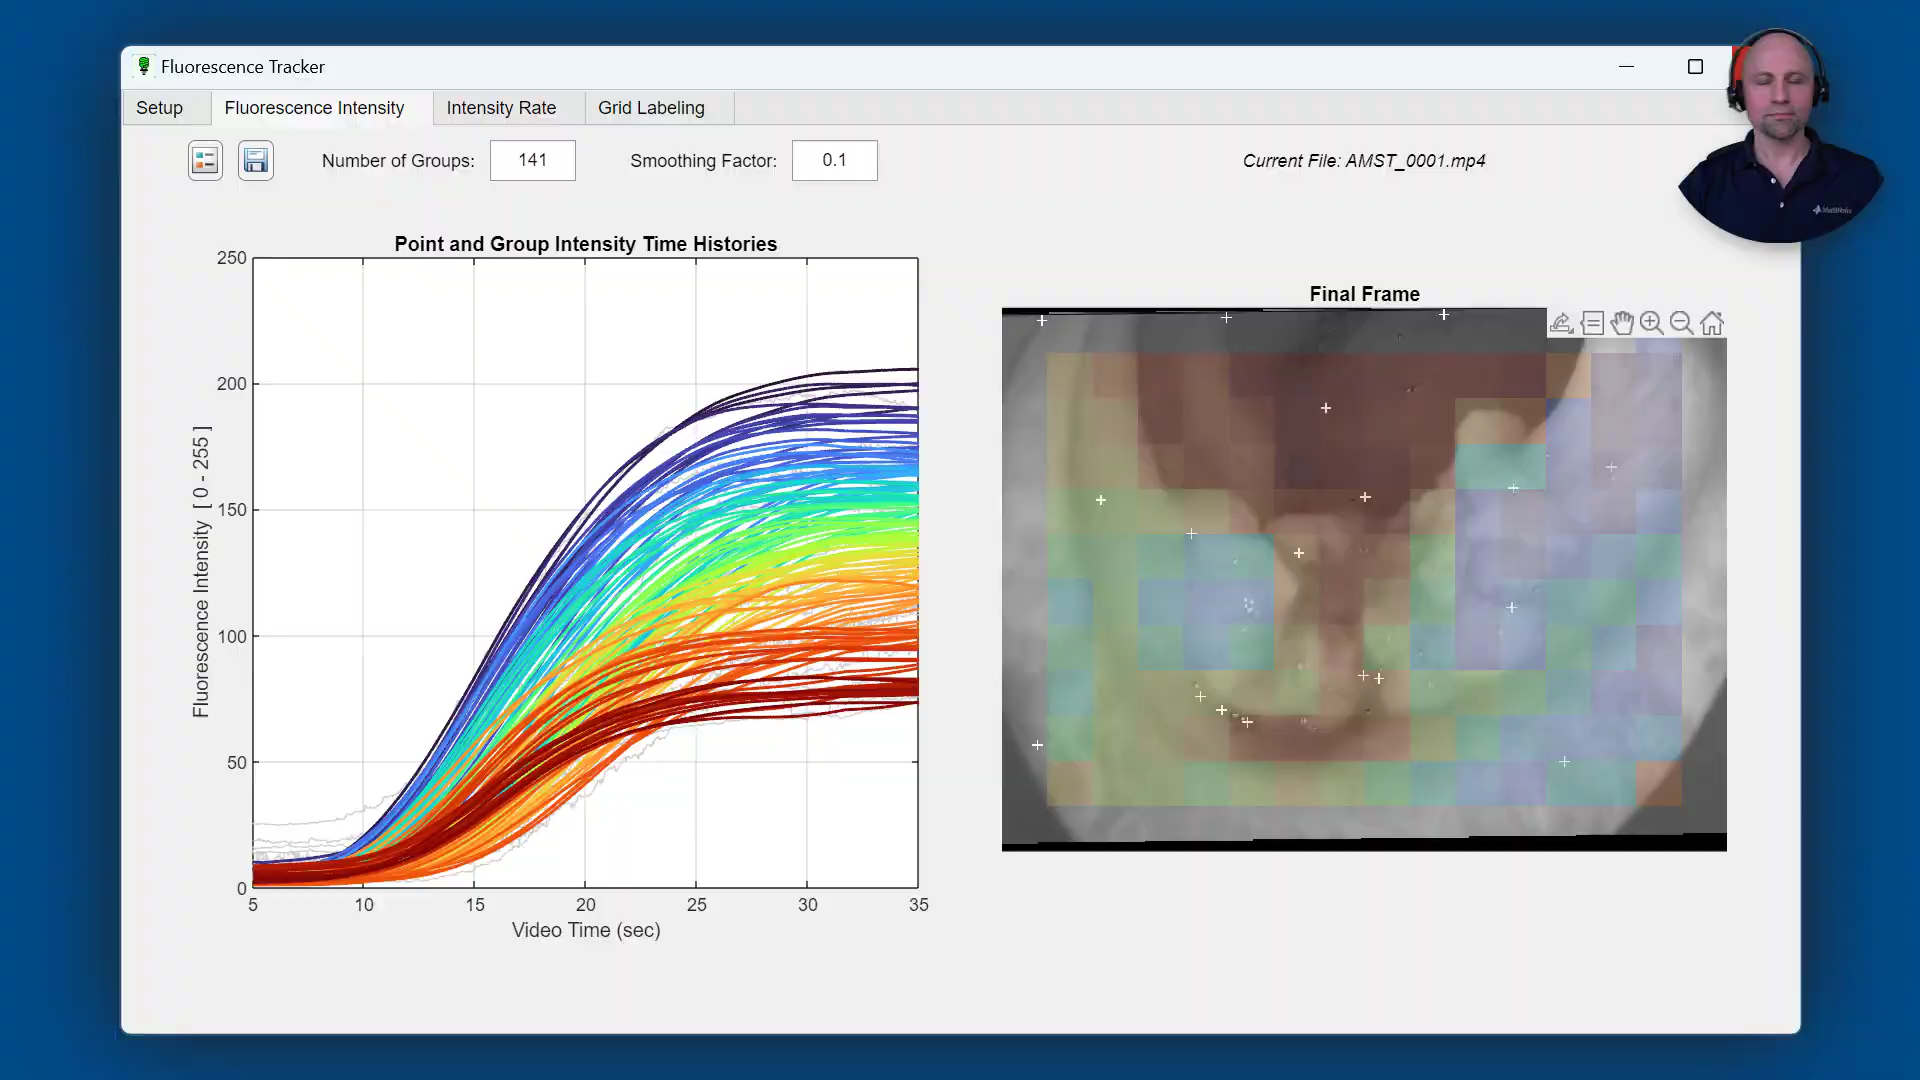 Fluorescence Tracker
Setup
Fluorescence Intensity
Intensity Rate
Grid Labeling
Number of Groups: 141
Smoothing Factor: 0.1
Current File: AMST_0001.mp4
MathWorks
Point and Group Intensity Time Histories
250
200
150
100
50
0
Fluorescence Intensity [ 0 - 255 ]
5 10 15 20 25 30 35
Video Time (sec)
Final Frame